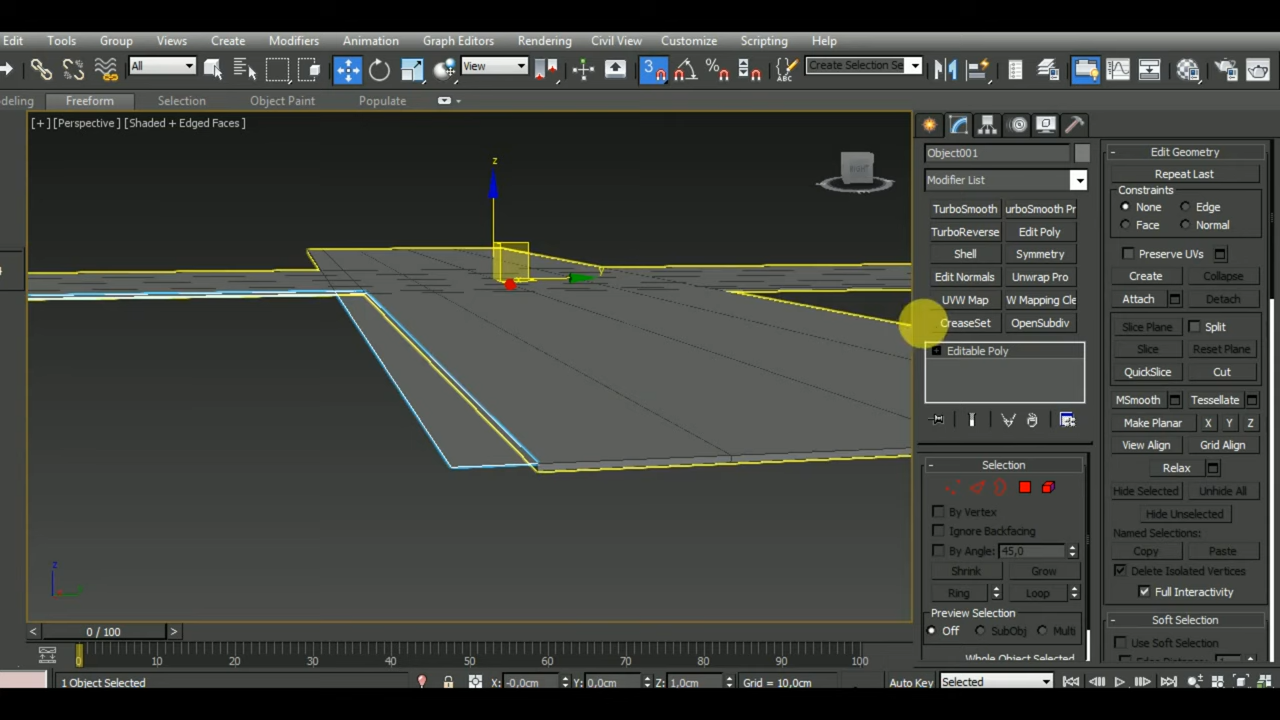 Edit Tools Group Views Create Modifiers Animation Graph Editors Rendering Civil View Customize Scripting Help
All View 3 ABC Create Selection Se
deling Freeform Selection Object Paint Populate
[+] [Perspective] [Shaded + Edged Faces]
z
y
z
0 / 100
0 10 20 30 40 50 60 70 80 90 100
1 Object Selected X: -0,0cm Y: 0,0cm Z: 1,0cm Grid = 10,0cm Auto Key Selected
Object001
Modifier List
TurboSmooth urboSmooth Pr
TurboReverse Edit Poly
Shell Symmetry
Edit Normals Unwrap Pro
UVW Map W Mapping Cle
CreaseSet OpenSubdiv
+ Editable Poly
- Selection
By Vertex
Ignore Backfacing
By Angle: 45,0
Shrink Grow
Ring Loop
Preview Selection
Off SubObj Multi
Whole Object Selected
- Edit Geometry
Repeat Last
Constraints
None Edge
Face Normal
Preserve UVs
Create Collapse
Attach Detach
Slice Plane Split
Slice Reset Plane
QuickSlice Cut
MSmooth Tessellate
Make Planar X Y Z
View Align Grid Align
Relax
Hide Selected Unhide All
Hide Unselected
Named Selections:
Copy Paste
Delete Isolated Vertices
Full Interactivity
- Soft Selection
Use Soft Selection